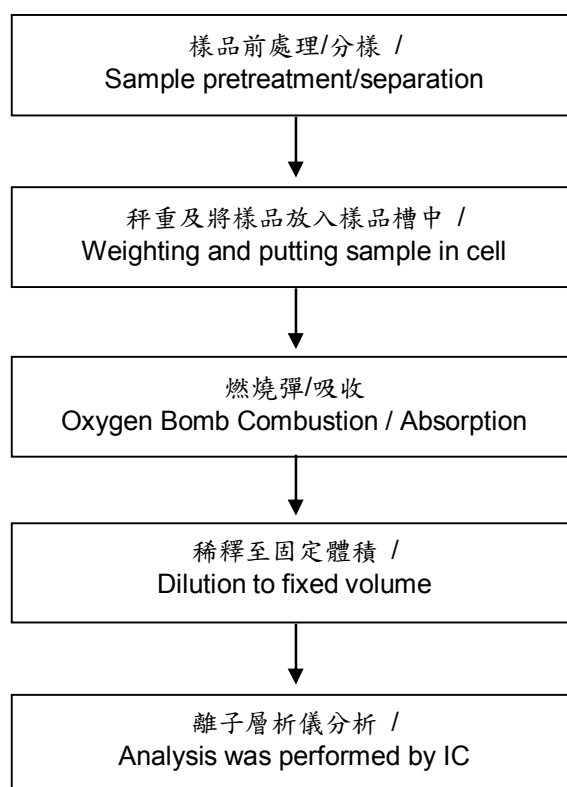 樣品前處理/分樣 /
Sample pretreatment/separation
秤重及將樣品放入樣品槽中 /
Weighting and putting sample in cell
燃燒彈/吸收
Oxygen Bomb Combustion / Absorption
稀釋至固定體積 /
Dilution to fixed volume
離子層析儀分析 /
Analysis was performed by IC